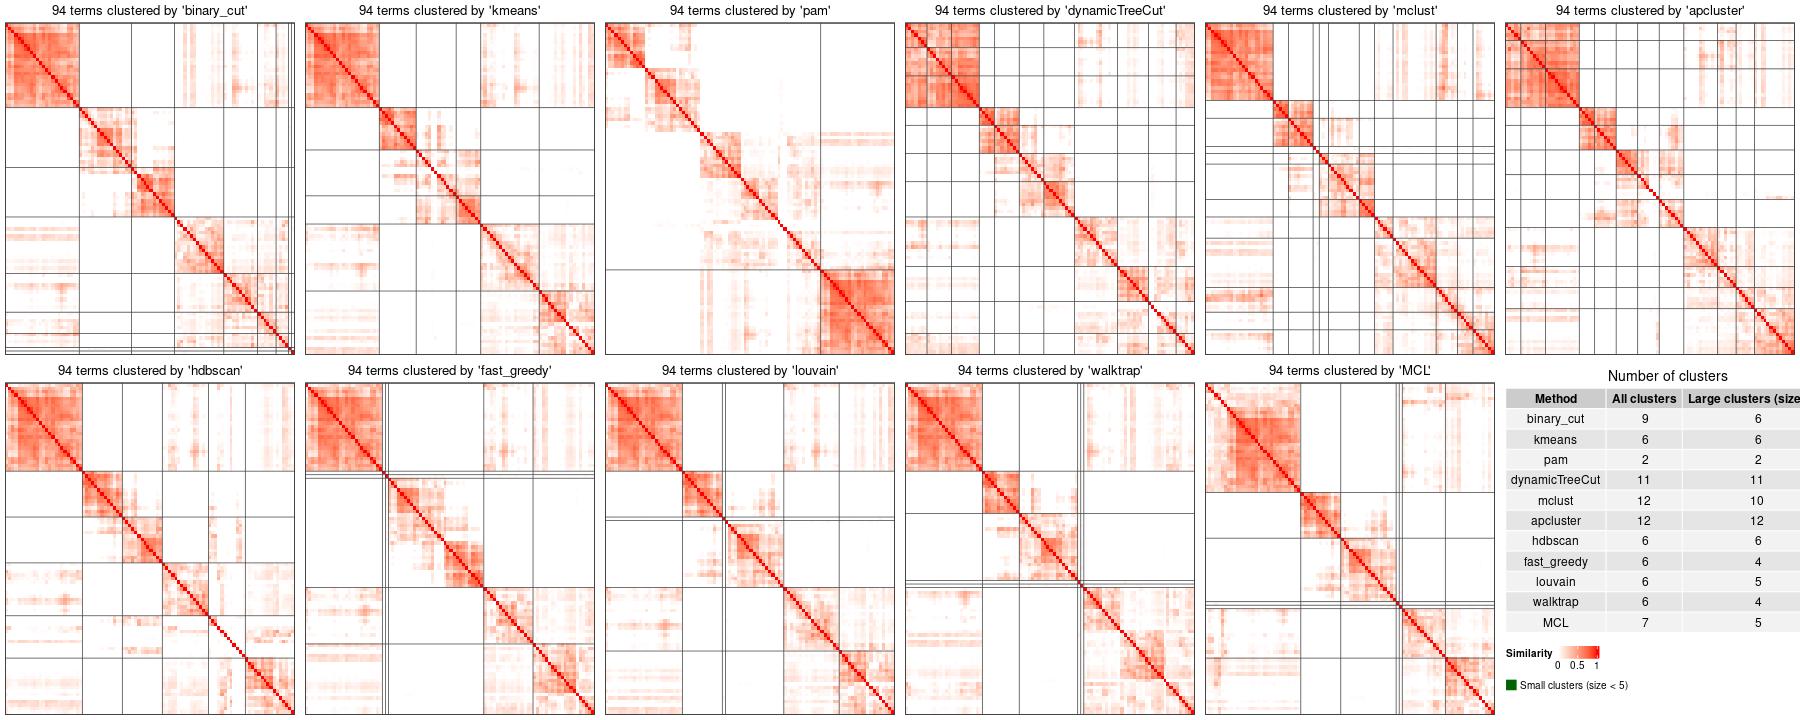 94 terms clustered by 'binary_cut'
94 terms clustered by 'kmeans'
94 terms clustered by 'pam'
94 terms clustered by 'dynamicTreeCut'
94 terms clustered by 'mclust'
94 terms clustered by 'apcluster'
94 terms clustered by 'hdbscan'
94 terms clustered by 'fast_greedy'
94 terms clustered by 'louvain'
94 terms clustered by 'walktrap'
94 terms clustered by 'MCL'
Number of clusters
Method All clusters Large clusters (size
binary_cut 9 6
kmeans 6 6
pam 2 2
dynamicTreeCut 11 11
mclust 12 10
apcluster 12 12
hdbscan 6 6
fast_greedy 6 4
louvain 6 5
walktrap 6 4
MCL 7 5
Similarity
0 0.5 1
Small clusters (size < 5)